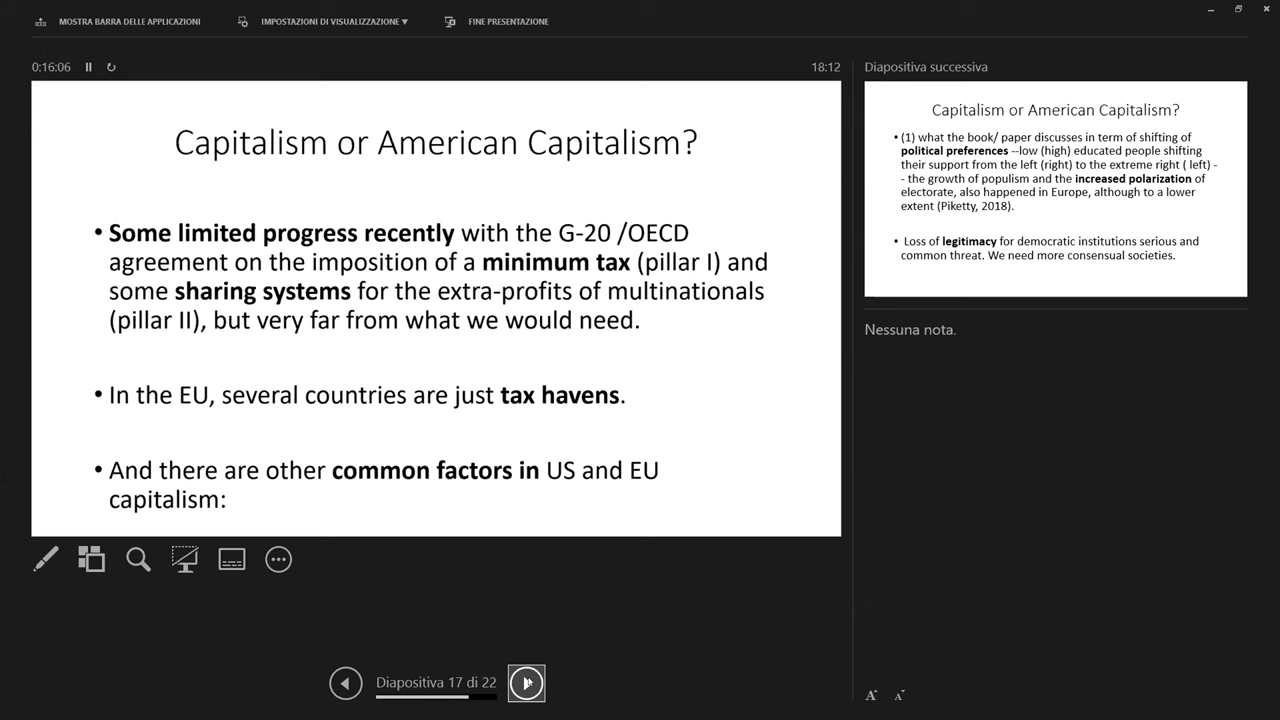 MOSTRA BARRA DELLE APPLICAZIONI
IMPOSTAZIONI DI VISUALIZZAZIONE ▼
FINE PRESENTAZIONE
0:16:06
18:12
Capitalism or American Capitalism?
• Some limited progress recently with the G-20 /OECD
agreement on the imposition of a minimum tax (pillar I) and
some sharing systems for the extra-profits of multinationals
(pillar II), but very far from what we would need.
• In the EU, several countries are just tax havens.
• And there are other common factors in US and EU
capitalism:
Diapositiva 17 di 22
Diapositiva successiva
Capitalism or American Capitalism?
• (1) what the book/ paper discusses in term of shifting of
political preferences --low (high) educated people shifting
their support from the left (right) to the extreme right ( left) -
- the growth of populism and the increased polarization of
electorate, also happened in Europe, although to a lower
extent (Piketty, 2018).
• Loss of legitimacy for democratic institutions serious and
common threat. We need more consensual societies.
Nessuna nota.
A A